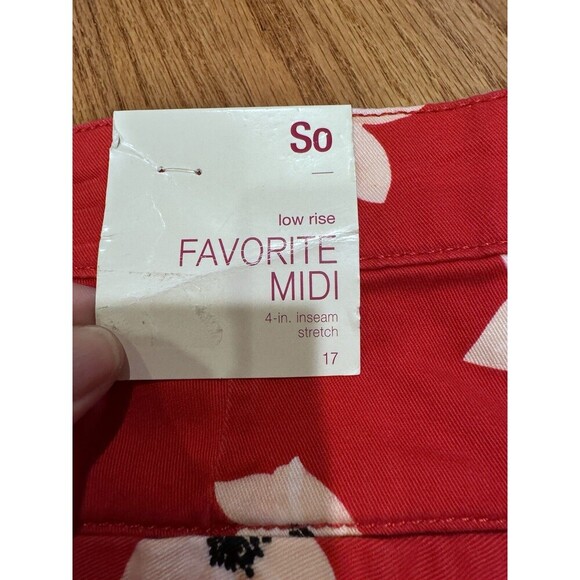 So
low rise
FAVORITE
MIDI
4-in. inseam
stretch
17